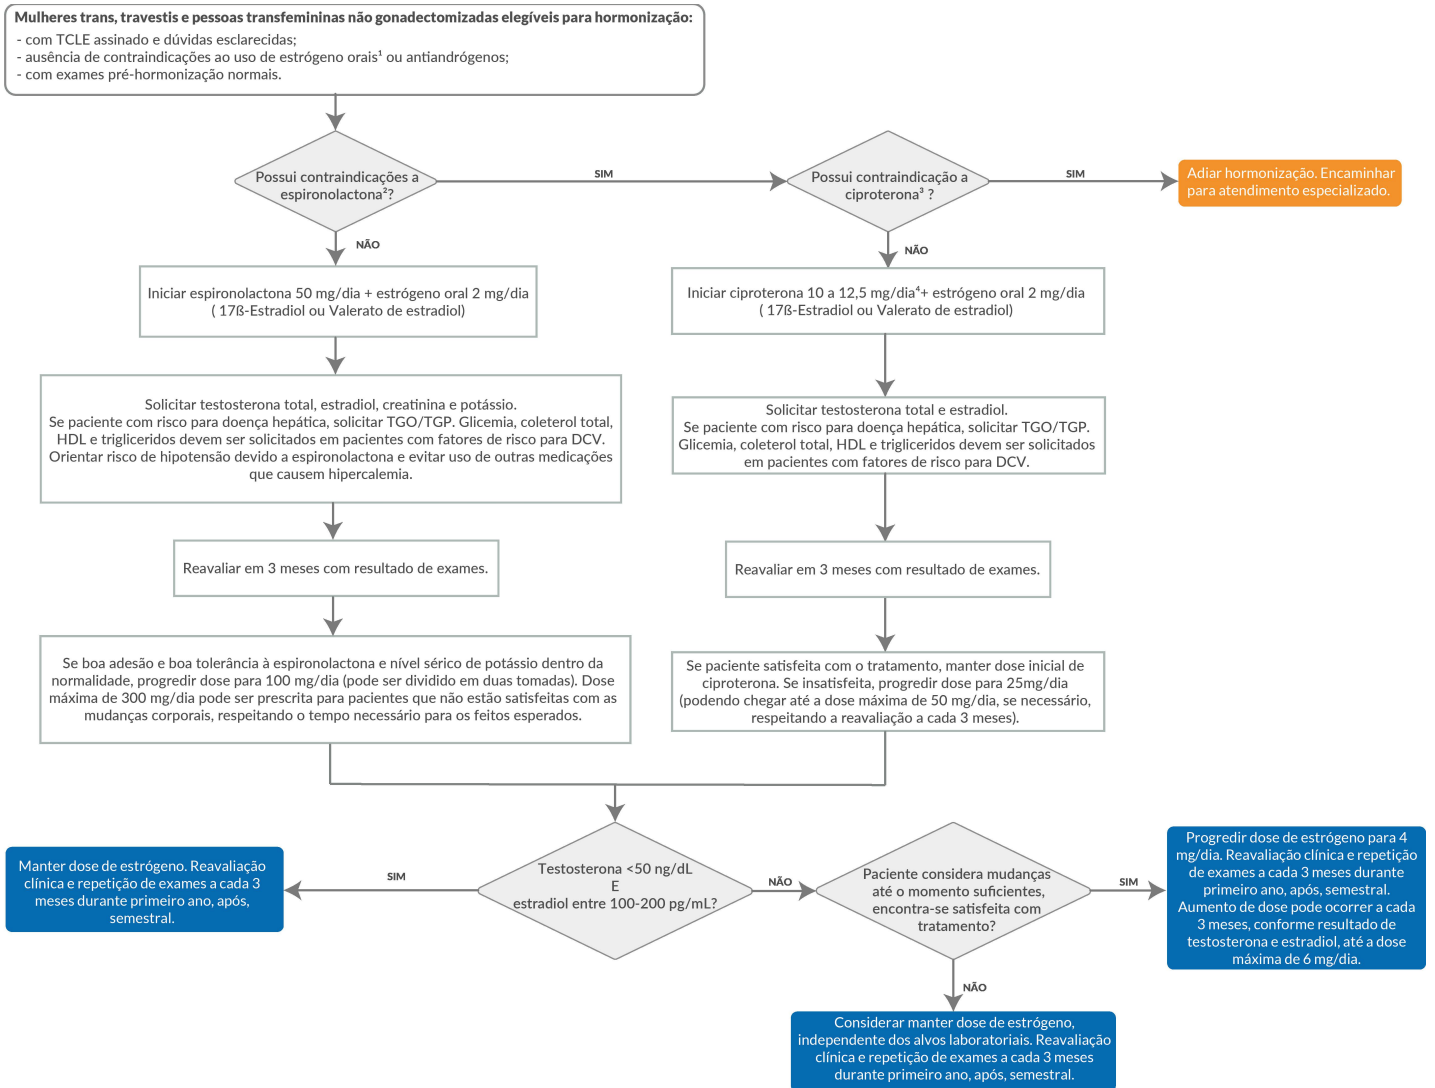 Mulheres trans, travestis e pessoas transfemininas não gonadectomizadas elegíveis para hormonização:
- com TCLE assinado e dúvidas esclarecidas;
- ausência de contraindicações ao uso de estrógeno orais¹ ou antiandrógenos;
- com exames pré-hormonização normais.
Possui contraindicações a
espironolactona²?
SIM
Possui contraindicação a
ciproterona³ ?
SIM
Adiar hormonização. Encaminhar
para atendimento especializado.
NÃO
NÃO
Iniciar espironolactona 50 mg/dia + estrógeno oral 2 mg/dia
( 17ß-Estradiol ou Valerato de estradiol)
Iniciar ciproterona 10 a 12,5 mg/dia⁴+ estrógeno oral 2 mg/dia
( 17ß-Estradiol ou Valerato de estradiol)
Solicitar testosterona total, estradiol, creatinina e potássio.
Se paciente com risco para doença hepática, solicitar TGO/TGP. Glicemia, coleterol total,
HDL e trigliceridos devem ser solicitados em pacientes com fatores de risco para DCV.
Orientar risco de hipotensão devido a espironolactona e evitar uso de outras medicações
que causem hipercalemia.
Solicitar testosterona total e estradiol.
Se paciente com risco para doença hepática, solicitar TGO/TGP.
Glicemia, coleterol total, HDL e trigliceridos devem ser solicitados
em pacientes com fatores de risco para DCV.
Reavaliar em 3 meses com resultado de exames.
Reavaliar em 3 meses com resultado de exames.
Se boa adesão e boa tolerância à espironolactona e nível sérico de potássio dentro da
normalidade, progredir dose para 100 mg/dia (pode ser dividido em duas tomadas). Dose
máxima de 300 mg/dia pode ser prescrita para pacientes que não estão satisfeitas com as
mudanças corporais, respeitando o tempo necessário para os feitos esperados.
Se paciente satisfeita com o tratamento, manter dose inicial de
ciproterona. Se insatisfeita, progredir dose para 25mg/dia
(podendo chegar até a dose máxima de 50 mg/dia, se necessário,
respeitando a reavaliação a cada 3 meses).
Testosterona <50 ng/dL
E
estradiol entre 100-200 pg/mL?
SIM
Manter dose de estrógeno. Reavaliação
clínica e repetição de exames a cada 3
meses durante primeiro ano, após,
semestral.
NÃO
Paciente considera mudanças
até o momento suficientes,
encontra-se satisfeita com
tratamento?
SIM
Progredir dose de estrógeno para 4
mg/dia. Reavaliação clínica e repetição
de exames a cada 3 meses durante
primeiro ano, após, semestral.
Aumento de dose pode ocorrer a cada
3 meses, conforme resultado de
testosterona e estradiol, até a dose
máxima de 6 mg/dia.
NÃO
Considerar manter dose de estrógeno,
independente dos alvos laboratoriais. Reavaliação
clínica e repetição de exames a cada 3 meses
durante primeiro ano, após, semestral.